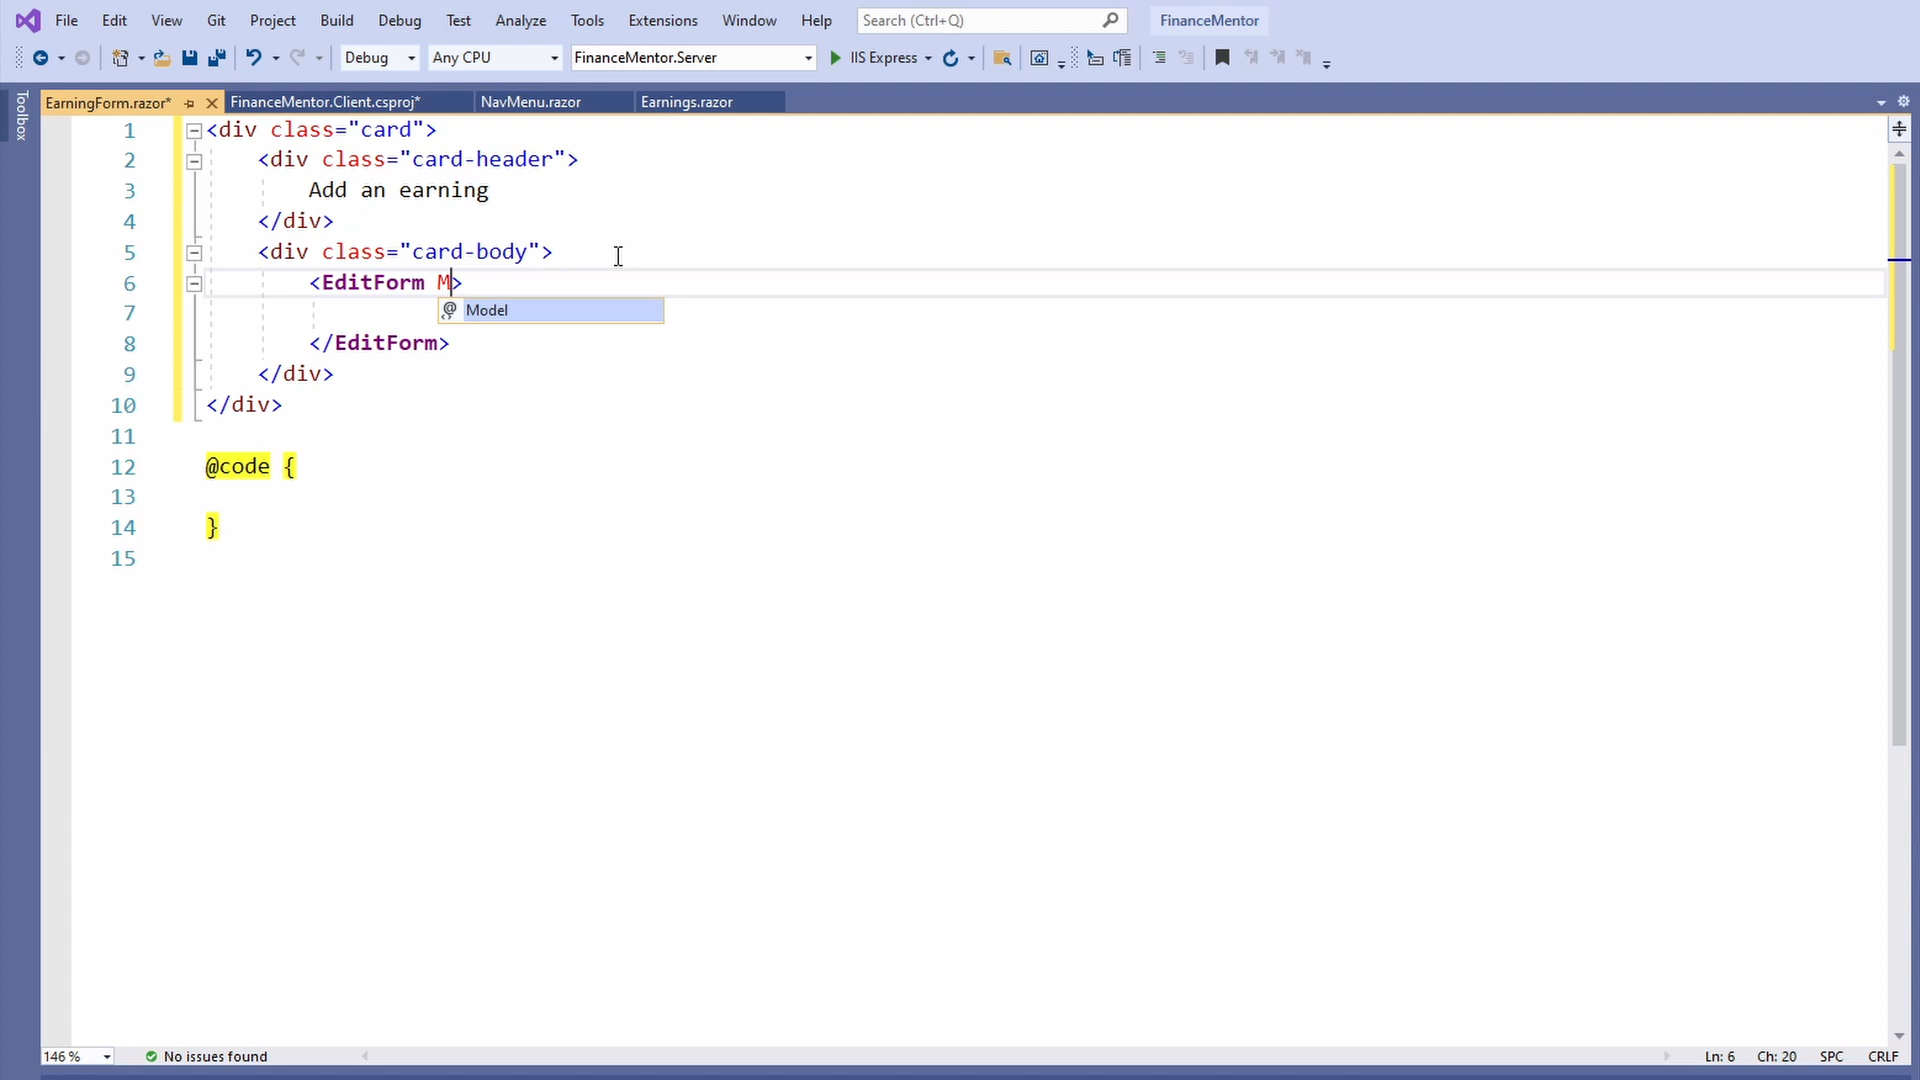 File Edit View Git Project Build Debug Test Analyze Tools Extensions Window Help Search (Ctrl+Q) FinanceMentor
Debug Any CPU FinanceMentor.Server IIS Express
Toolbox
EarningForm.razor* FinanceMentor.Client.csproj* NavMenu.razor Earnings.razor
1 <div class="card">
2 <div class="card-header">
3 Add an earning
4 </div>
5 <div class="card-body">
6 <EditForm M>
Model
7
8 </EditForm>
9 </div>
10 </div>
11
12 @code {
13
14 }
15
146 % No issues found Ln: 6 Ch: 20 SPC CRLF